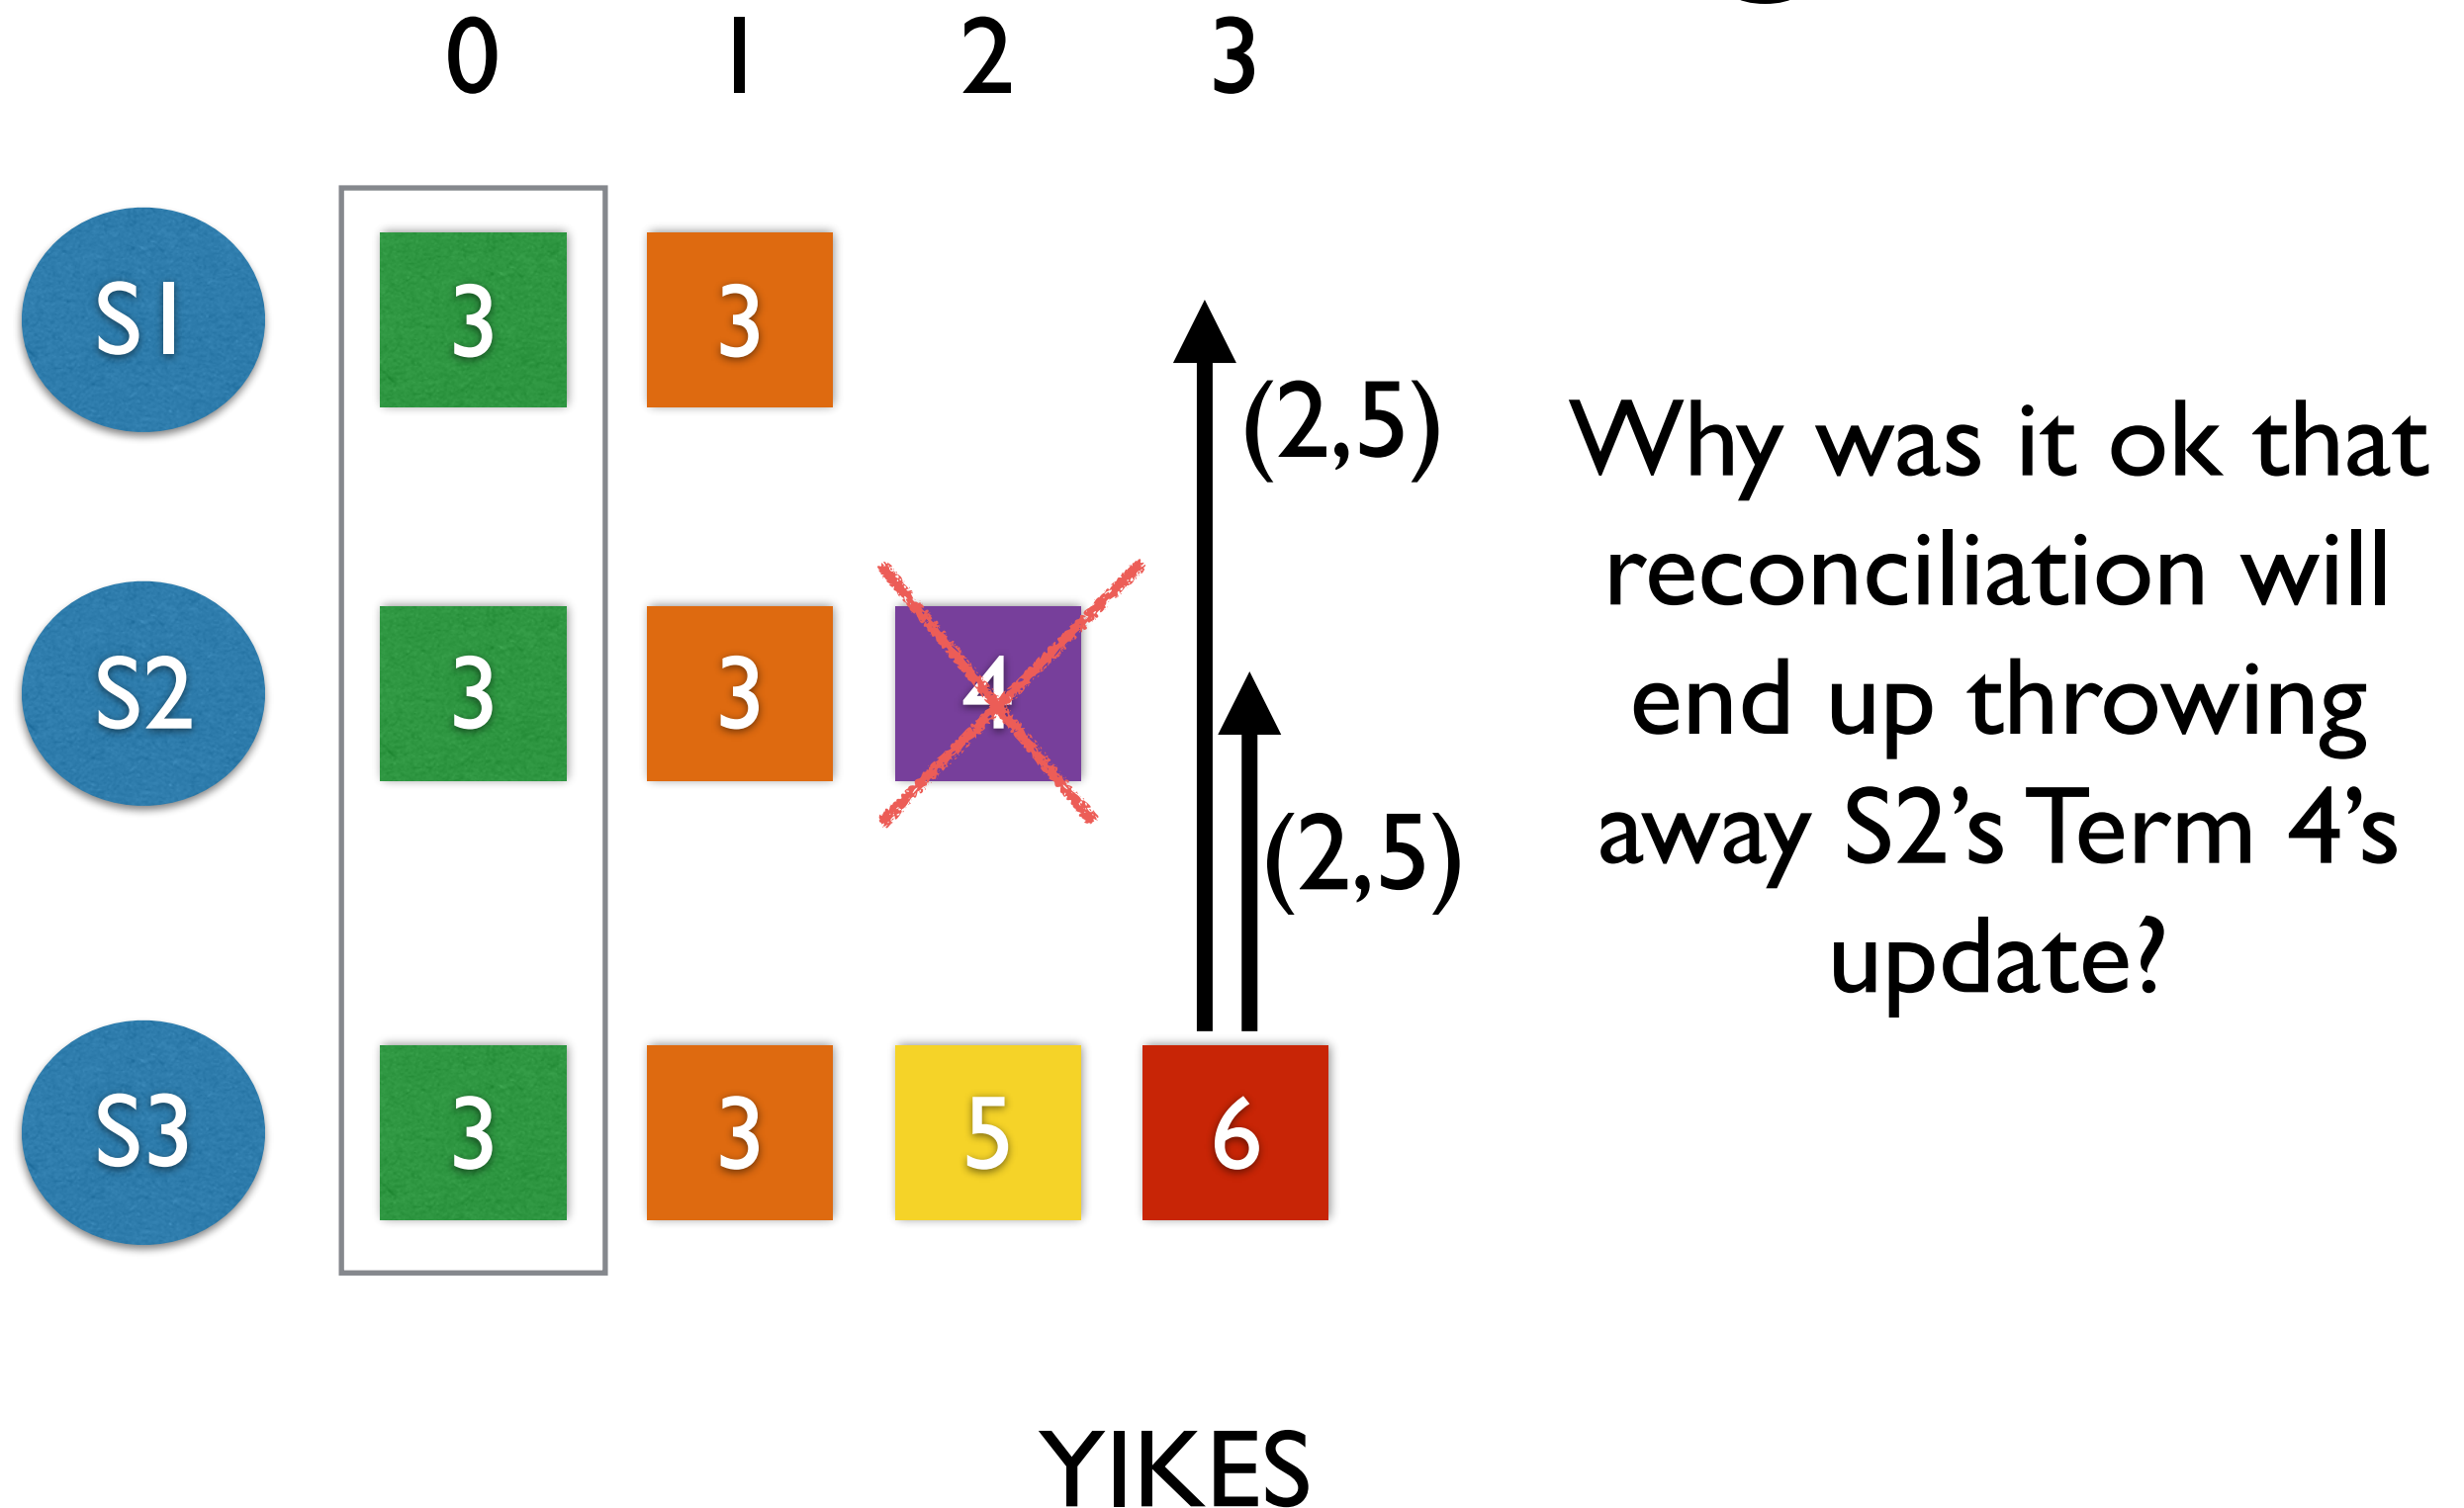 0 1 2 3
S1 3 3
(2,5)
S2 3 3 4
(2,5)
S3 3 3 5 6
Why was it ok that
reconciliation will
end up throwing
away S2’s Term 4’s
update?
YIKES